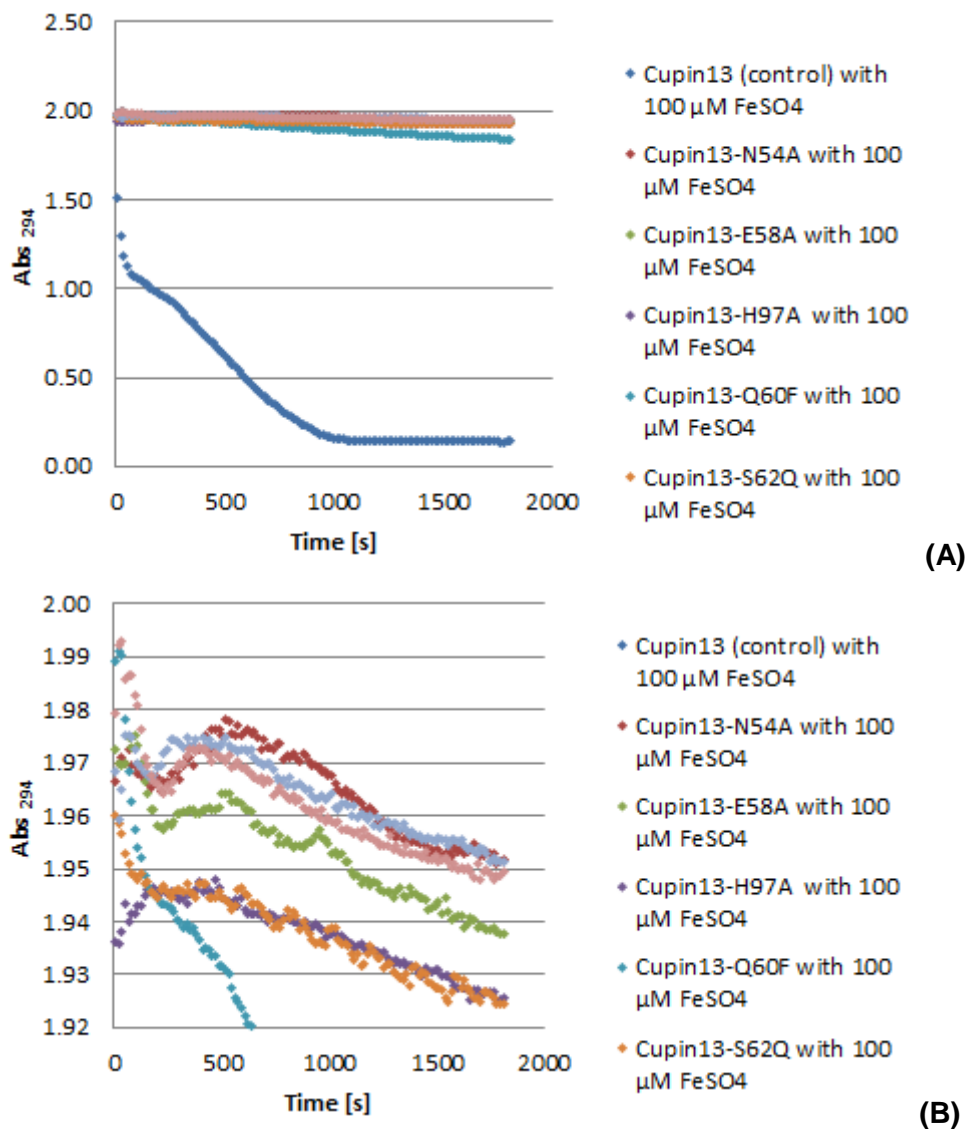 2.50
2.00
1.50
1.00
0.50
0.00
Abs 294
0 500 1000 1500 2000
Time [s]
Cupin13 (control) with
100 µM FeSO4
Cupin13-N54A with 100
µM FeSO4
Cupin13-E58A with 100
µM FeSO4
Cupin13-H97A with 100
µM FeSO4
Cupin13-Q60F with 100
µM FeSO4
Cupin13-S62Q with 100
µM FeSO4
(A)
2.00
1.99
1.98
1.97
1.96
1.95
1.94
1.93
1.92
Abs 294
0 500 1000 1500 2000
Time [s]
Cupin13 (control) with
100 µM FeSO4
Cupin13-N54A with 100
µM FeSO4
Cupin13-E58A with 100
µM FeSO4
Cupin13-H97A with 100
µM FeSO4
Cupin13-Q60F with 100
µM FeSO4
Cupin13-S62Q with 100
µM FeSO4
(B)